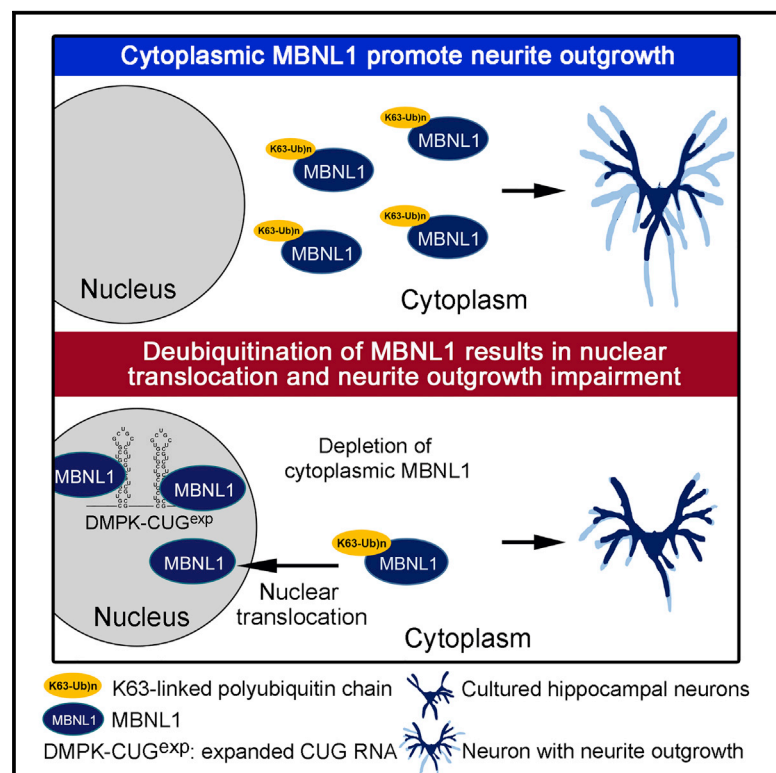 Cytoplasmic MBNL1 promote neurite outgrowth
K63-Ub)n
MBNL1
K63-Ub)n
MBNL1
K63-Ub)n
MBNL1
K63-Ub)n
MBNL1
Nucleus
Cytoplasm
Deubiquitination of MBNL1 results in nuclear
translocation and neurite outgrowth impairment
Depletion of
cytoplasmic MBNL1
MBNL1
MBNL1
DMPK-CUGexp
K63-Ub)n
MBNL1
MBNL1
Nuclear
translocation
Nucleus
Cytoplasm
K63-Ub)n K63-linked polyubiquitin chain
Cultured hippocampal neurons
MBNL1 MBNL1
DMPK-CUGexp: expanded CUG RNA
Neuron with neurite outgrowth